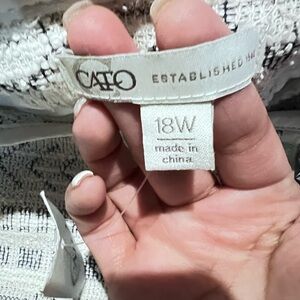 CATO ESTABLISHED
18W
made in
china